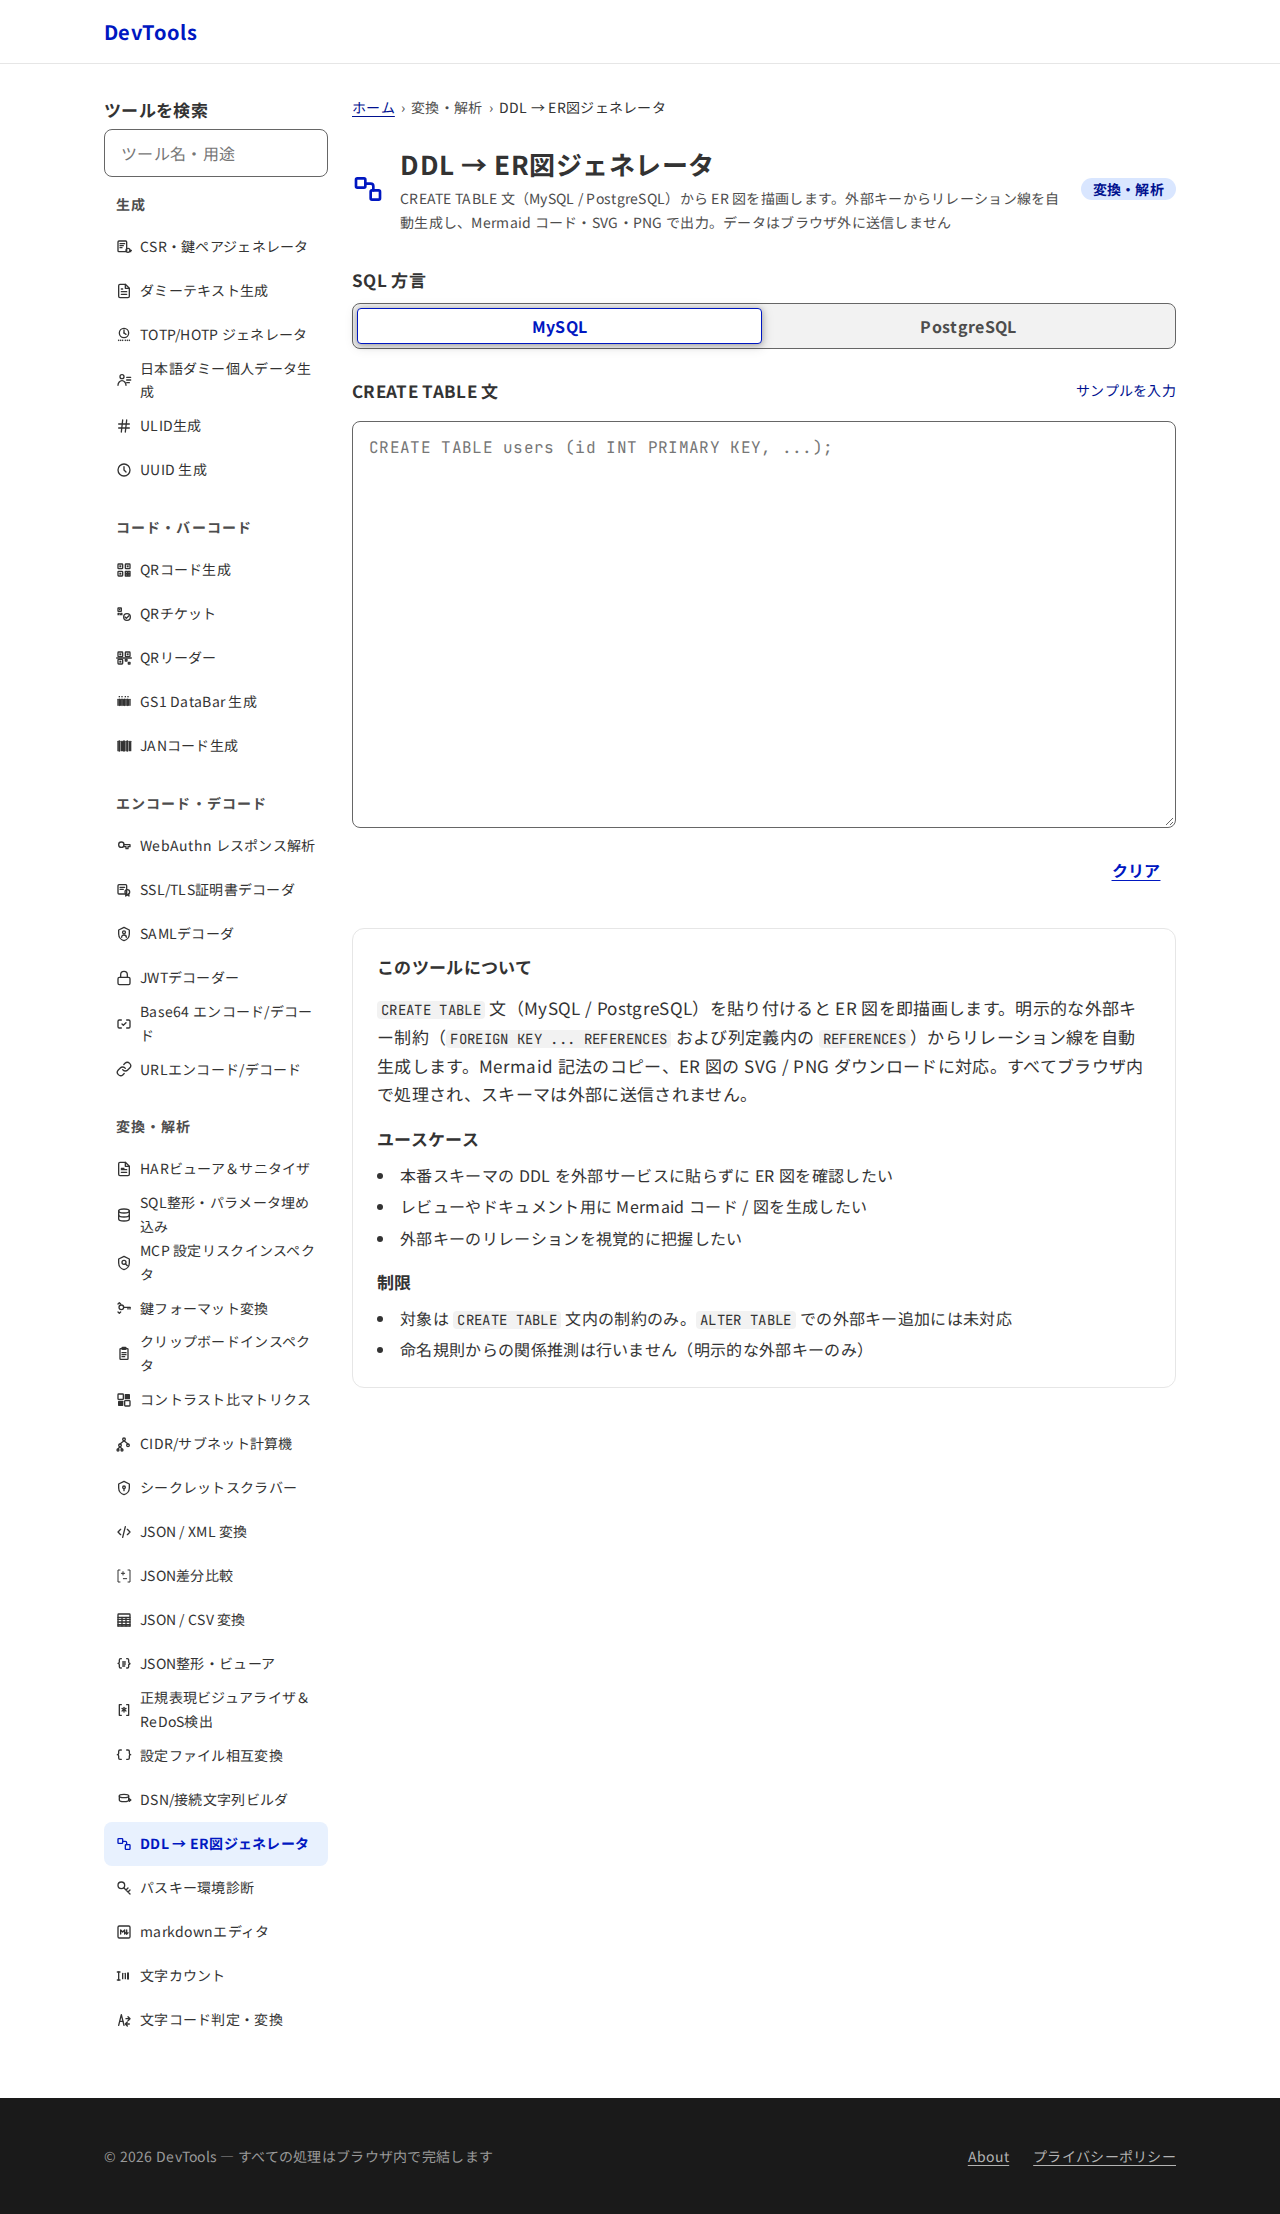 DevTools
ツールを検索
ツール名・用途
生成
CSR・鍵ペアジェネレータ
ダミーテキスト生成
TOTP/HOTP ジェネレータ
日本語ダミー個人データ生
成
ULID生成
UUID 生成
コード・バーコード
QRコード生成
QRチケット
QRリーダー
GS1 DataBar 生成
JANコード生成
エンコード・デコード
WebAuthn レスポンス解析
SSL/TLS証明書デコーダ
SAMLデコーダ
JWTデコーダー
Base64 エンコード/デコー
ド
URLエンコード/デコード
変換・解析
HARビューア＆サニタイザ
SQL整形・パラメータ埋め
込み
MCP 設定リスクインスペク
タ
鍵フォーマット変換
クリップボードインスペク
タ
コントラスト比マトリクス
CIDR/サブネット計算機
シークレットスクラバー
JSON / XML 変換
JSON差分比較
JSON / CSV 変換
JSON整形・ビューア
正規表現ビジュアライザ＆
ReDoS検出
設定ファイル相互変換
DSN/接続文字列ビルダ
DDL → ER図ジェネレータ
パスキー環境診断
markdownエディタ
文字カウント
文字コード判定・変換
ホーム › 変換・解析 › DDL → ER図ジェネレータ
DDL → ER図ジェネレータ
CREATE TABLE 文（MySQL / PostgreSQL）から ER 図を描画します。外部キーからリレーション線を自
動生成し、Mermaid コード・SVG・PNG で出力。データはブラウザ外に送信しません
変換・解析
SQL 方言
MySQL
PostgreSQL
CREATE TABLE 文
サンプルを入力
CREATE TABLE users (id INT PRIMARY KEY, ...);
クリア
このツールについて
CREATE TABLE 文（MySQL / PostgreSQL）を貼り付けると ER 図を即描画します。明示的な外部キ
ー制約（ FOREIGN KEY ... REFERENCES および列定義内の REFERENCES ）からリレーション線を自動
生成します。Mermaid 記法のコピー、ER 図の SVG / PNG ダウンロードに対応。すべてブラウザ内
で処理され、スキーマは外部に送信されません。
ユースケース
• 本番スキーマの DDL を外部サービスに貼らずに ER 図を確認したい
• レビューやドキュメント用に Mermaid コード / 図を生成したい
• 外部キーのリレーションを視覚的に把握したい
制限
• 対象は CREATE TABLE 文内の制約のみ。 ALTER TABLE での外部キー追加には未対応
• 命名規則からの関係推測は行いません（明示的な外部キーのみ）
© 2026 DevTools — すべての処理はブラウザ内で完結します
About
プライバシーポリシー